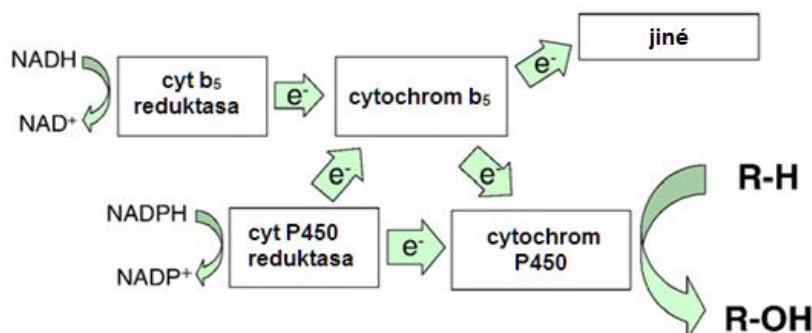 jiné
NADH
cyt b₅
reduktasa
e⁻
cytochrom b₅
e⁻
NAD⁺
e⁻
e⁻
R-H
NADPH
cyt P450
reduktasa
e⁻
cytochrom
P450
NADP⁺
R-OH